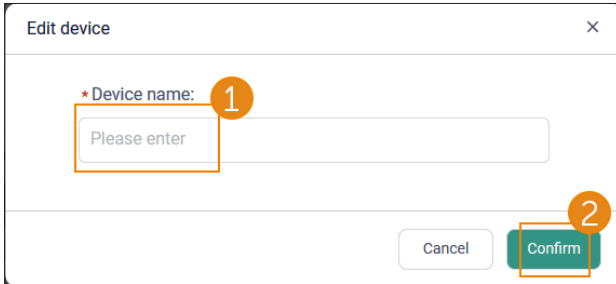 Edit device
×
* Device name:
1
Please enter
2
Cancel
Confirm